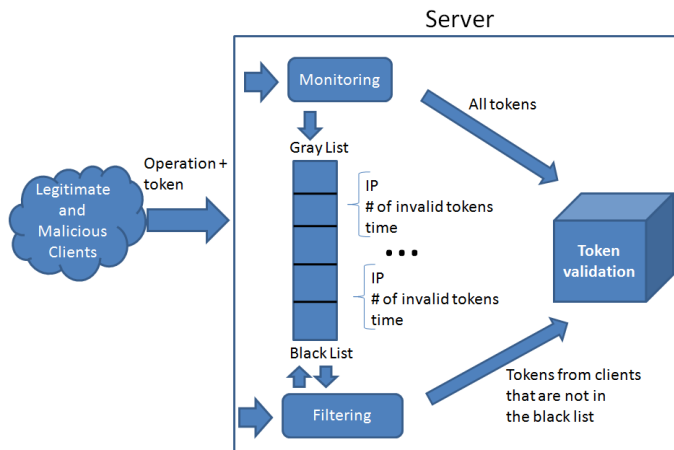 Server
Monitoring
All tokens
Gray List
Operation +
token
IP
# of invalid tokens
time
Legitimate
and
Malicious
Clients
...
Token
validation
IP
# of invalid tokens
time
Black List
Tokens from clients
that are not in
the black list
Filtering